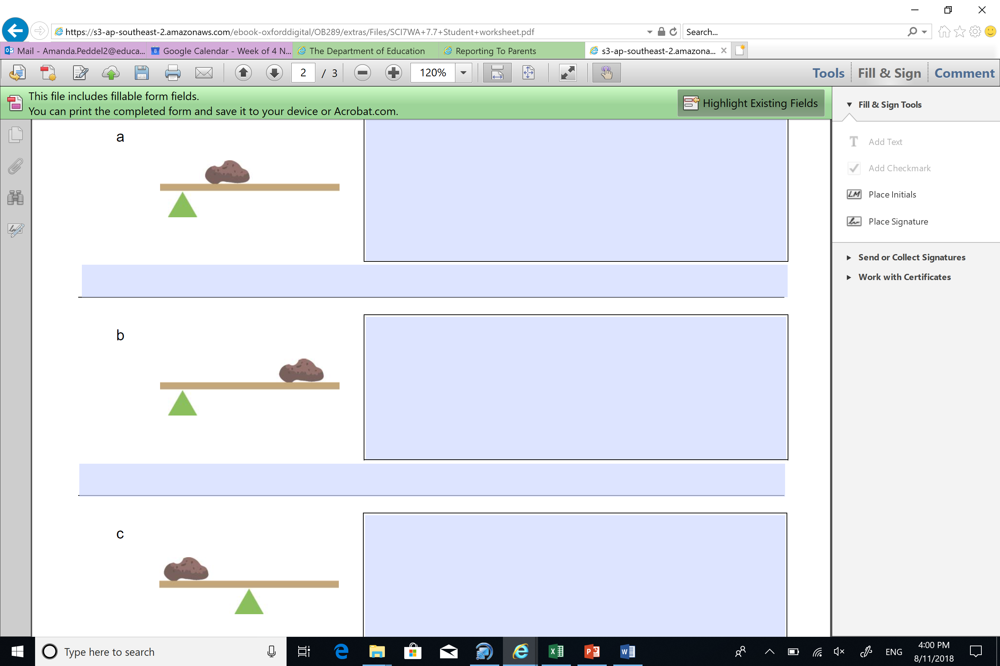 https://s3-ap-southeast-2.amazonaws.com/ebook-oxforddigital/OB289/extras/Files/SCI7WA+7.7+Student+worksheet.pdf
Search...
Mail - Amanda.Peddel2@educa...
Google Calendar - Week of 4 N...
The Department of Education
Reporting To Parents
s3-ap-southeast-2.amazona...
2 / 3
120%
Tools
Fill & Sign
Comment
This file includes fillable form fields.
You can print the completed form and save it to your device or Acrobat.com.
Highlight Existing Fields
Fill & Sign Tools
T Add Text
Add Checkmark
LM Place Initials
Place Signature
Send or Collect Signatures
Work with Certificates
a
b
c
Type here to search
ENG
4:00 PM
8/11/2018